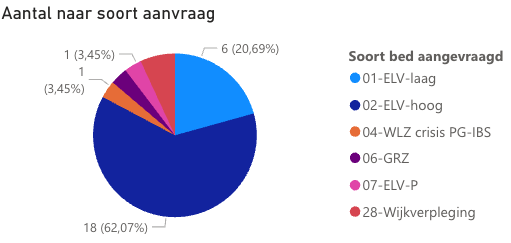 Aantal naar soort aanvraag
1 (3,45%)
6 (20,69%)
1
(3,45%)
18 (62,07%)
Soort bed aangevraagd
01-ELV-laag
02-ELV-hoog
04-WLZ crisis PG-IBS
06-GRZ
07-ELV-P
28-Wijkverpleging